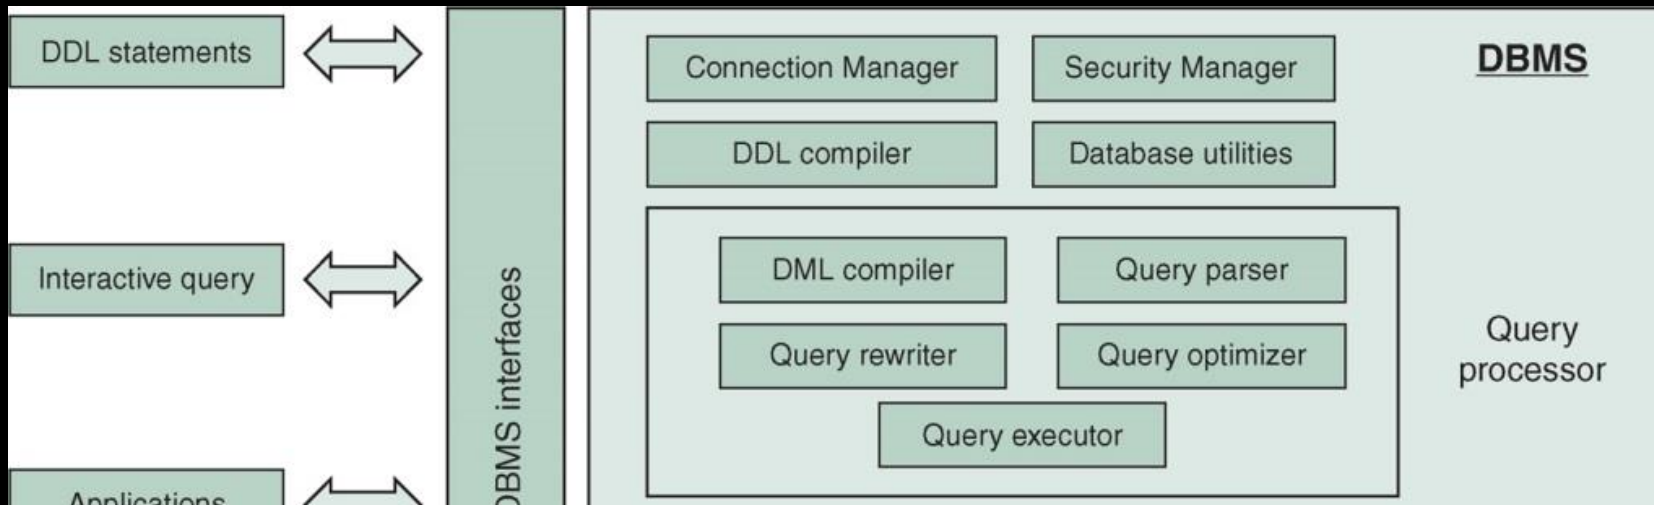 DDL statements
Connection Manager
Security Manager
DBMS
DDL compiler
Database utilities
Interactive query
DBMS interfaces
DML compiler
Query parser
Query rewriter
Query optimizer
Query executor
Query
processor
Applications